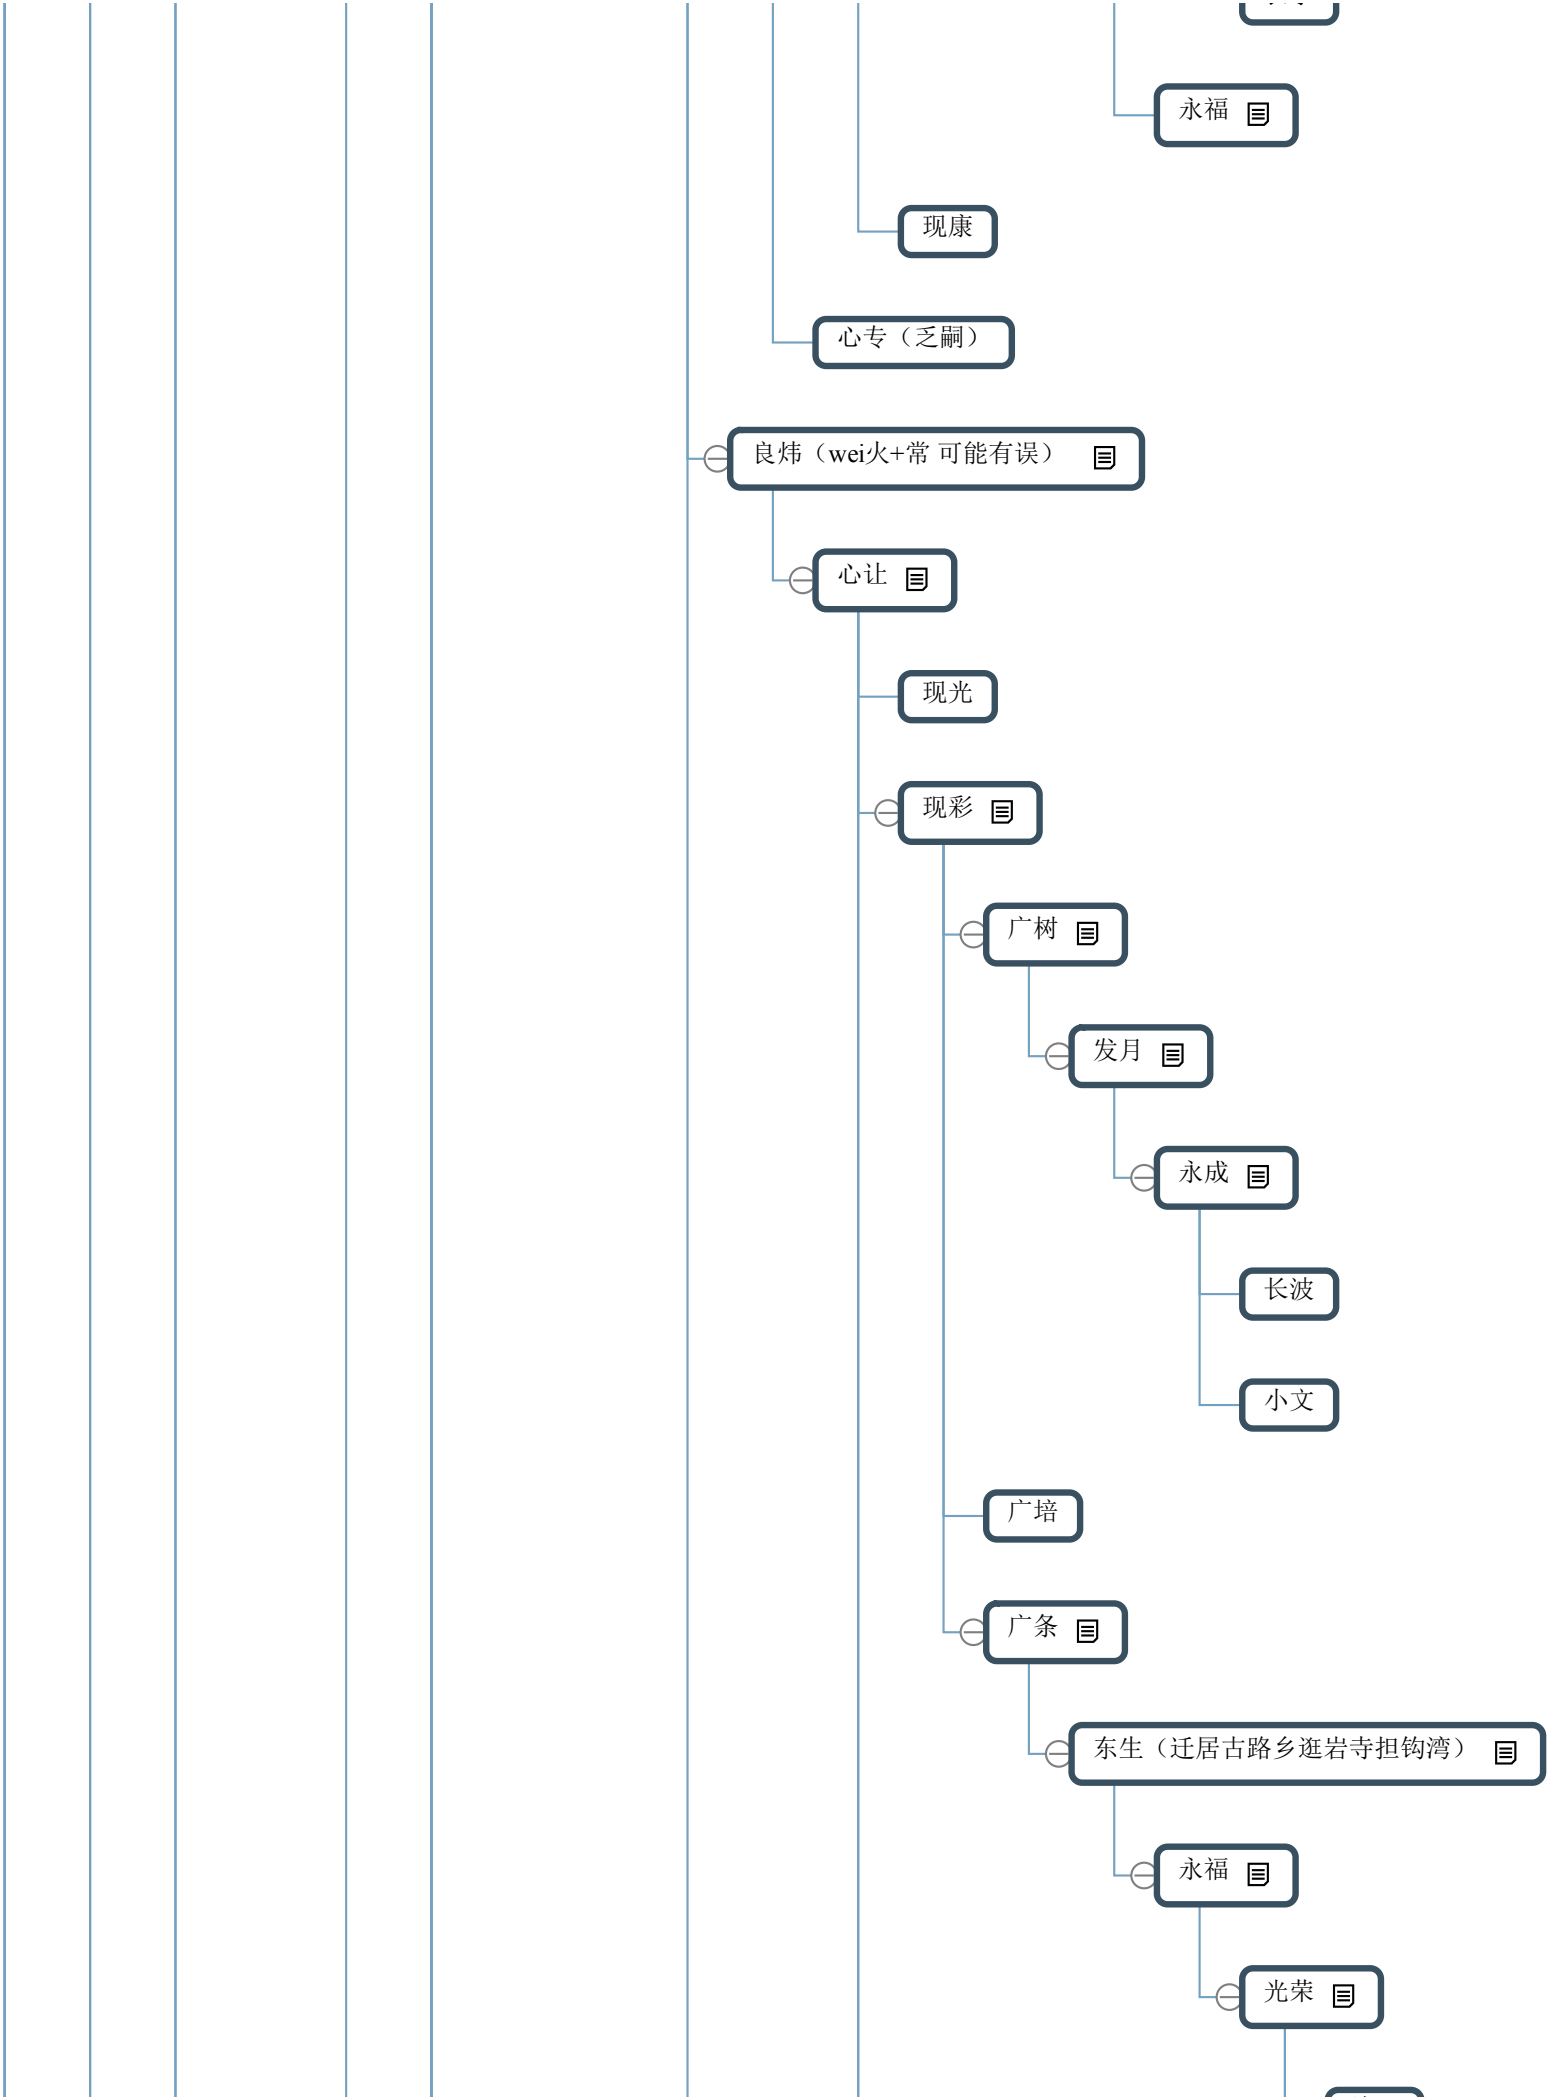 永福
现康
心专（乏嗣）
良炜（wei火+常 可能有误）
心让
现光
现彩
广树
发月
永成
长波
小文
广培
广条
东生（迁居古路乡逛岩寺担钩湾）
永福
光荣